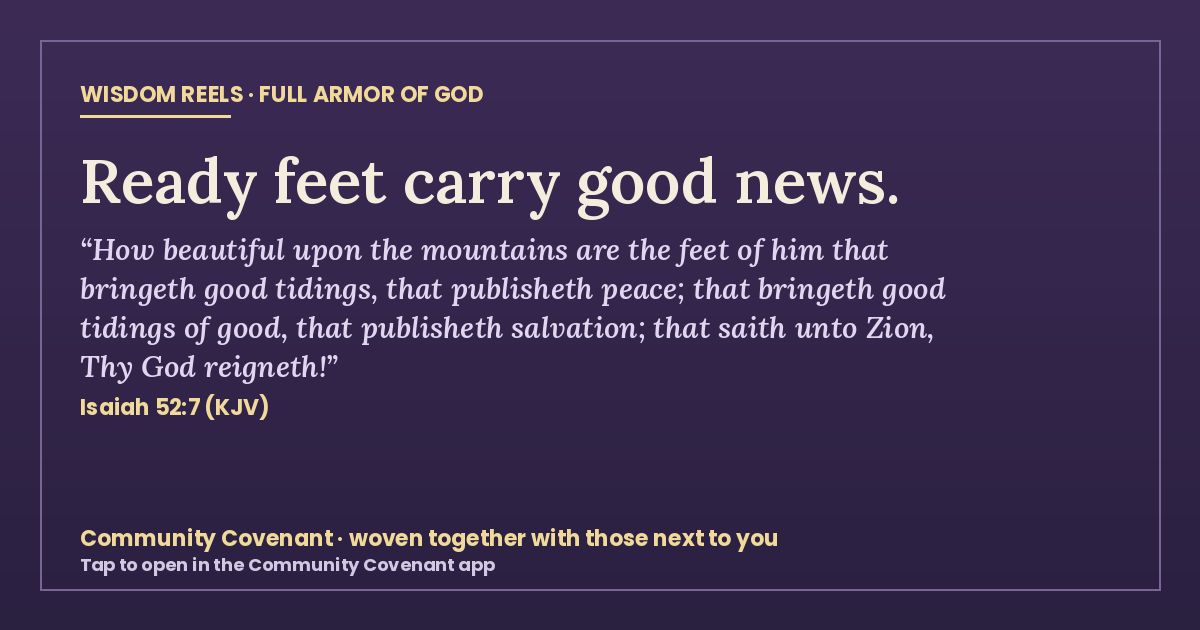 WISDOM REELS · FULL ARMOR OF GOD
Ready feet carry good news.
“How beautiful upon the mountains are the feet of him that
bringeth good tidings, that publisheth peace; that bringeth good
tidings of good, that publisheth salvation; that saith unto Zion,
Thy God reigneth!”
Isaiah 52:7 (KJV)
Community Covenant · woven together with those next to you
Tap to open in the Community Covenant app